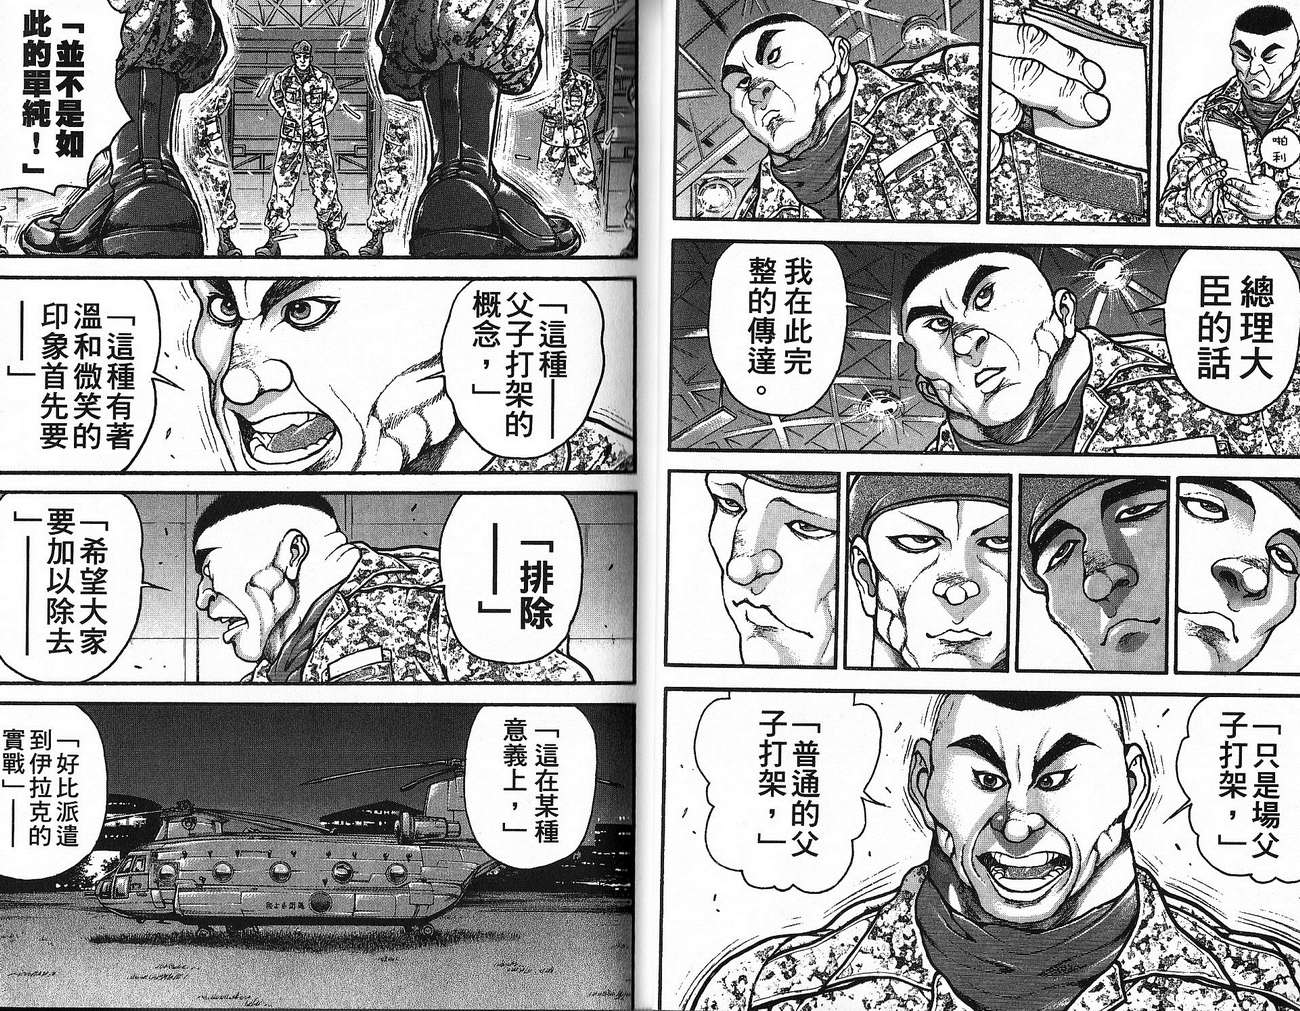 啪利
總理大
臣的話
我在此完
整的傳達。
「只是場父
子打架，」
「普通的父
子打架，」
「並不是如
此的單純！」
「這種——
父子打架的
概念，」
「這種有著
溫和微笑的
印象首先要
——」
「排除
——」
「希望大家
要加以除去
——」
「這在某種
意義上，」
「好比派遣
到伊拉克的
實戰」——